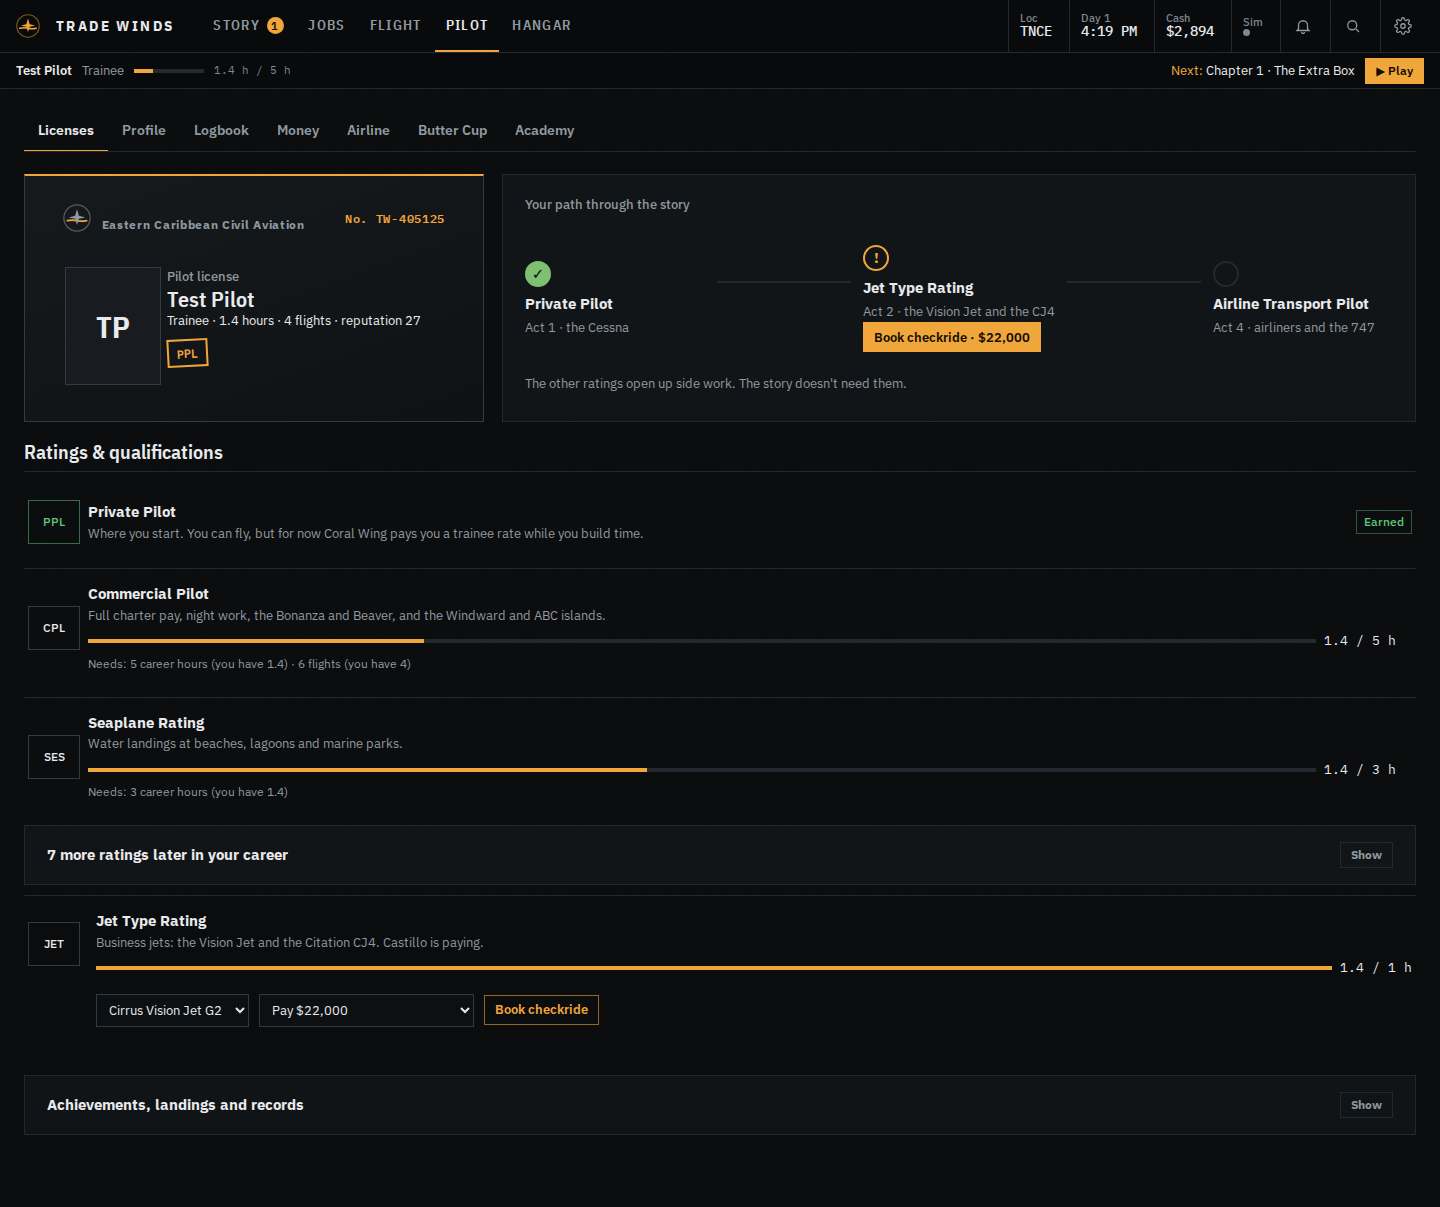 TRADE WINDS
STORY 1 JOBS FLIGHT PILOT HANGAR
Loc
TNCE
Day 1
4:19 PM
Cash
$2,894
Sim
Test Pilot Trainee 1.4 h / 5 h
Next: Chapter 1 · The Extra Box
▶ Play
Licenses Profile Logbook Money Airline Butter Cup Academy
Eastern Caribbean Civil Aviation
No. TW-405125
TP
Pilot license
Test Pilot
Trainee · 1.4 hours · 4 flights · reputation 27
PPL
Your path through the story
✓
Private Pilot
Act 1 · the Cessna
!
Jet Type Rating
Act 2 · the Vision Jet and the CJ4
Book checkride · $22,000
Airline Transport Pilot
Act 4 · airliners and the 747
The other ratings open up side work. The story doesn't need them.
Ratings & qualifications
PPL
Private Pilot
Where you start. You can fly, but for now Coral Wing pays you a trainee rate while you build time.
Earned
CPL
Commercial Pilot
Full charter pay, night work, the Bonanza and Beaver, and the Windward and ABC islands.
1.4 / 5 h
Needs: 5 career hours (you have 1.4) · 6 flights (you have 4)
SES
Seaplane Rating
Water landings at beaches, lagoons and marine parks.
1.4 / 3 h
Needs: 3 career hours (you have 1.4)
7 more ratings later in your career
Show
JET
Jet Type Rating
Business jets: the Vision Jet and the Citation CJ4. Castillo is paying.
1.4 / 1 h
Cirrus Vision Jet G2
Pay $22,000
Book checkride
Achievements, landings and records
Show